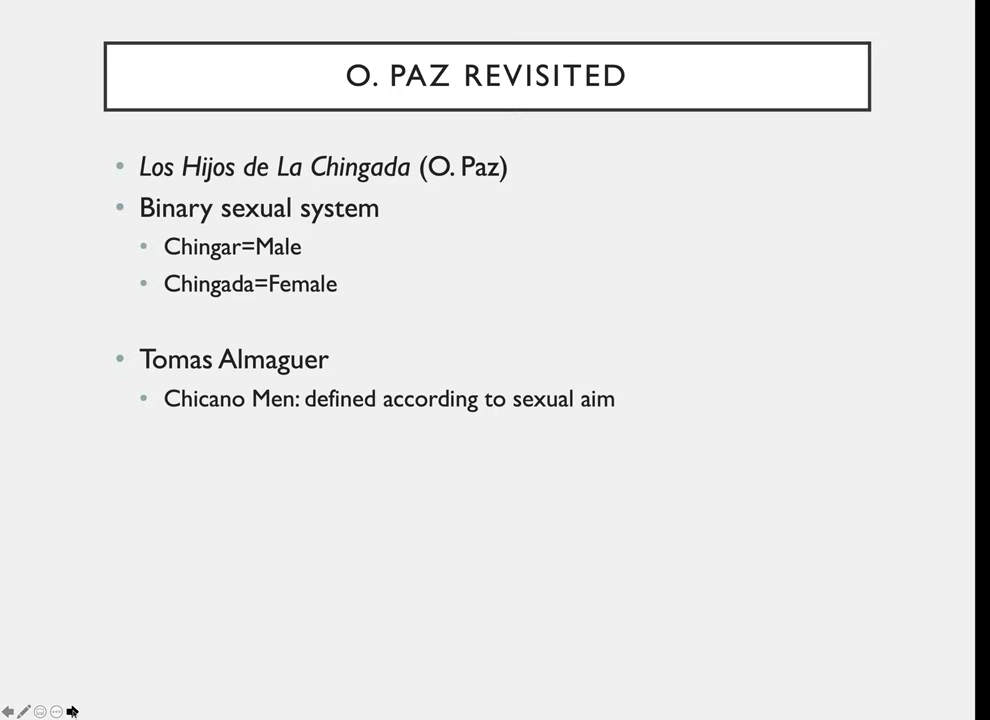 O. PAZ REVISITED
Los Hijos de La Chingada (O. Paz)
Binary sexual system
Chingar=Male
Chingada=Female
Tomas Almaguer
Chicano Men: defined according to sexual aim